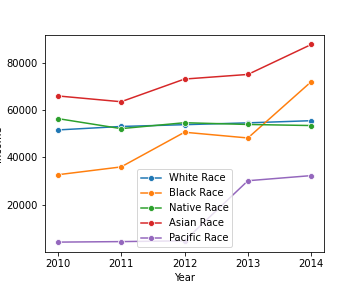 80000
60000
40000
20000
White Race
Black Race
Native Race
Asian Race
Pacific Race
2010 2011 2012 2013 2014
Year